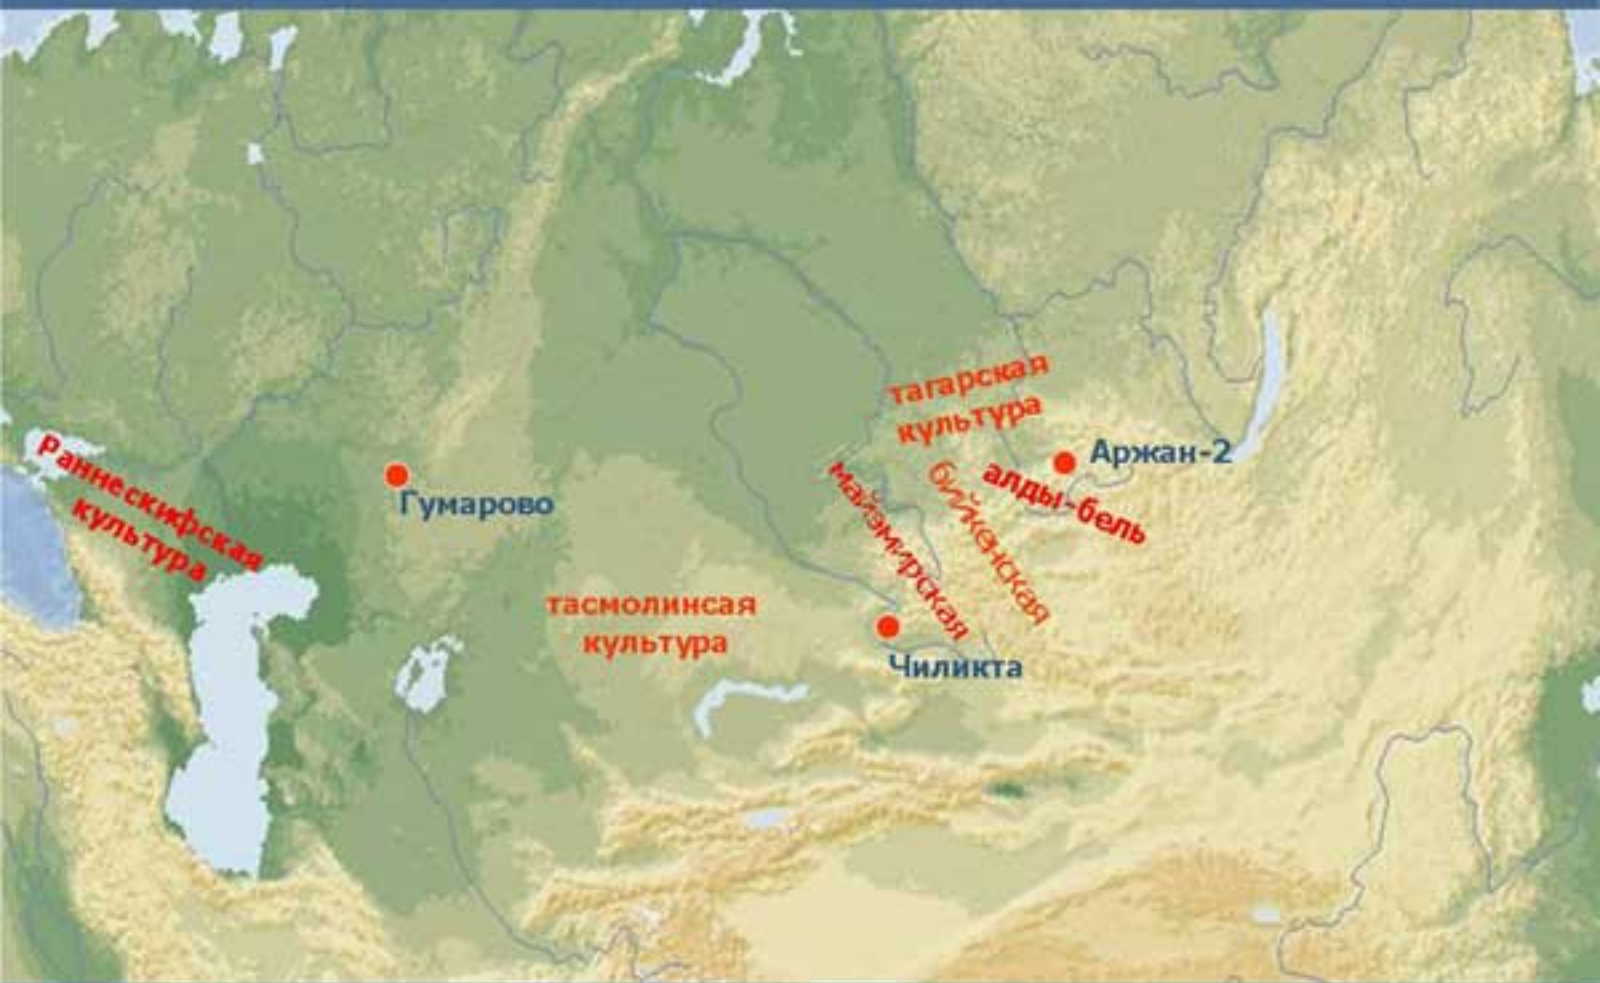 тагарская
культура
Аржан-2
алды-бель
бийкенская
майэмирская
Раннескифская
культура
Гумарово
тасмолинсая
культура
Чиликта